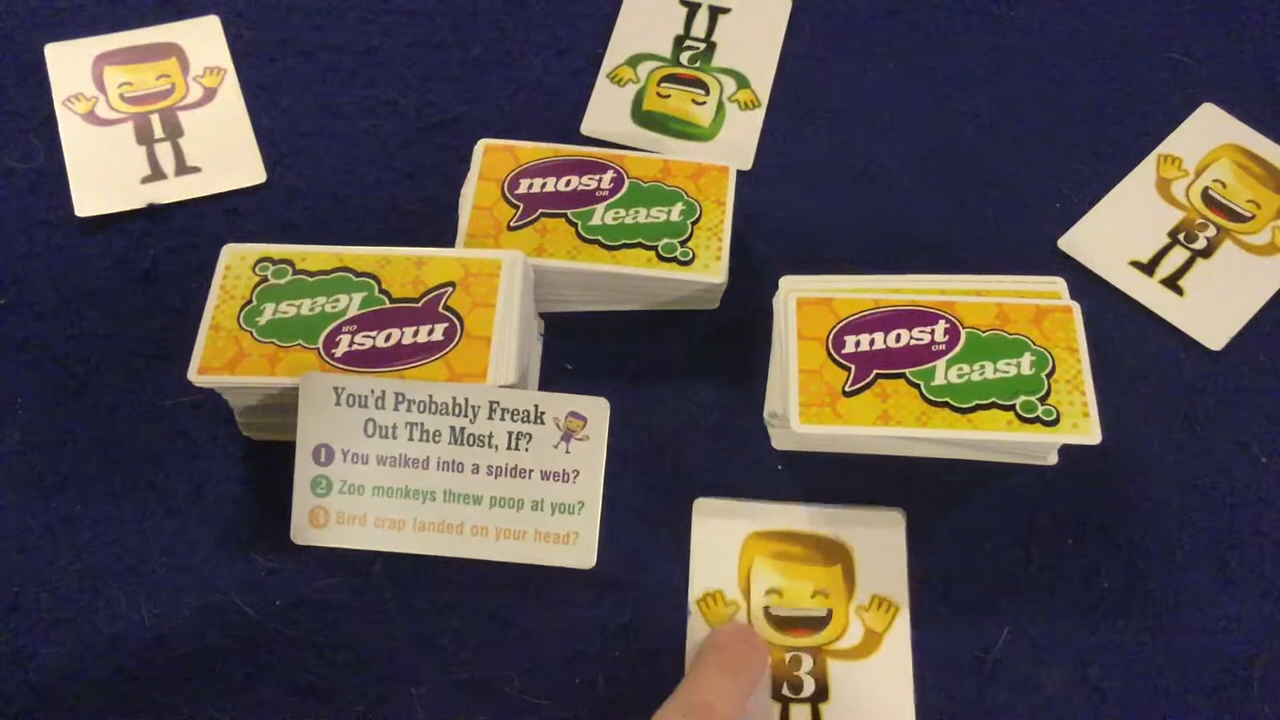 2
most
OR
least
3
least
OR
most
most
OR
least
You'd Probably Freak
Out The Most, If?
1 You walked into a spider web?
2 Zoo monkeys threw poop at you?
3 Bird crap landed on your head?
3